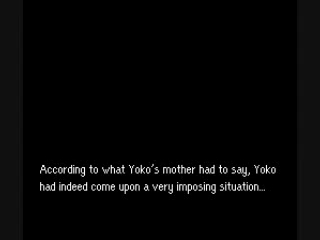 According to what Yoko's mother had to say, Yoko
had indeed come upon a very imposing situation...